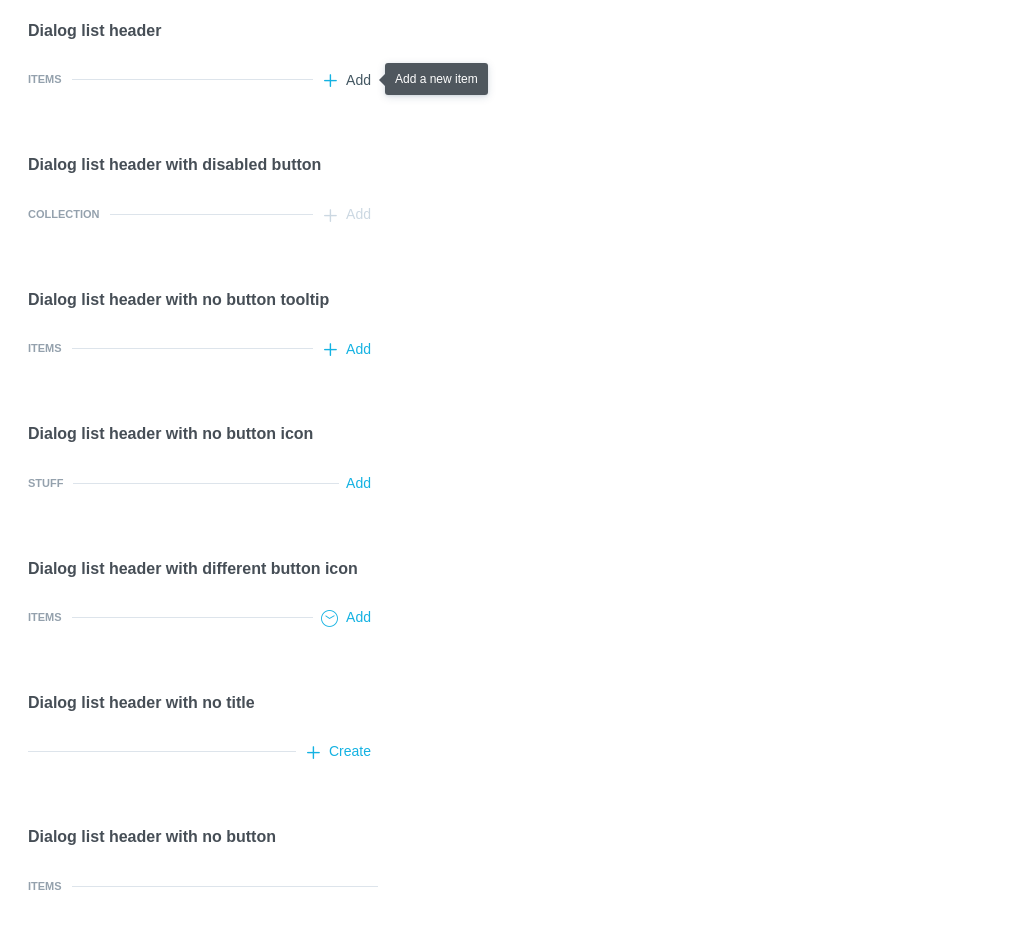 Dialog list header
ITEMS Add Add a new item
Dialog list header with disabled button
COLLECTION Add
Dialog list header with no button tooltip
ITEMS Add
Dialog list header with no button icon
STUFF Add
Dialog list header with different button icon
ITEMS Add
Dialog list header with no title
Create
Dialog list header with no button
ITEMS